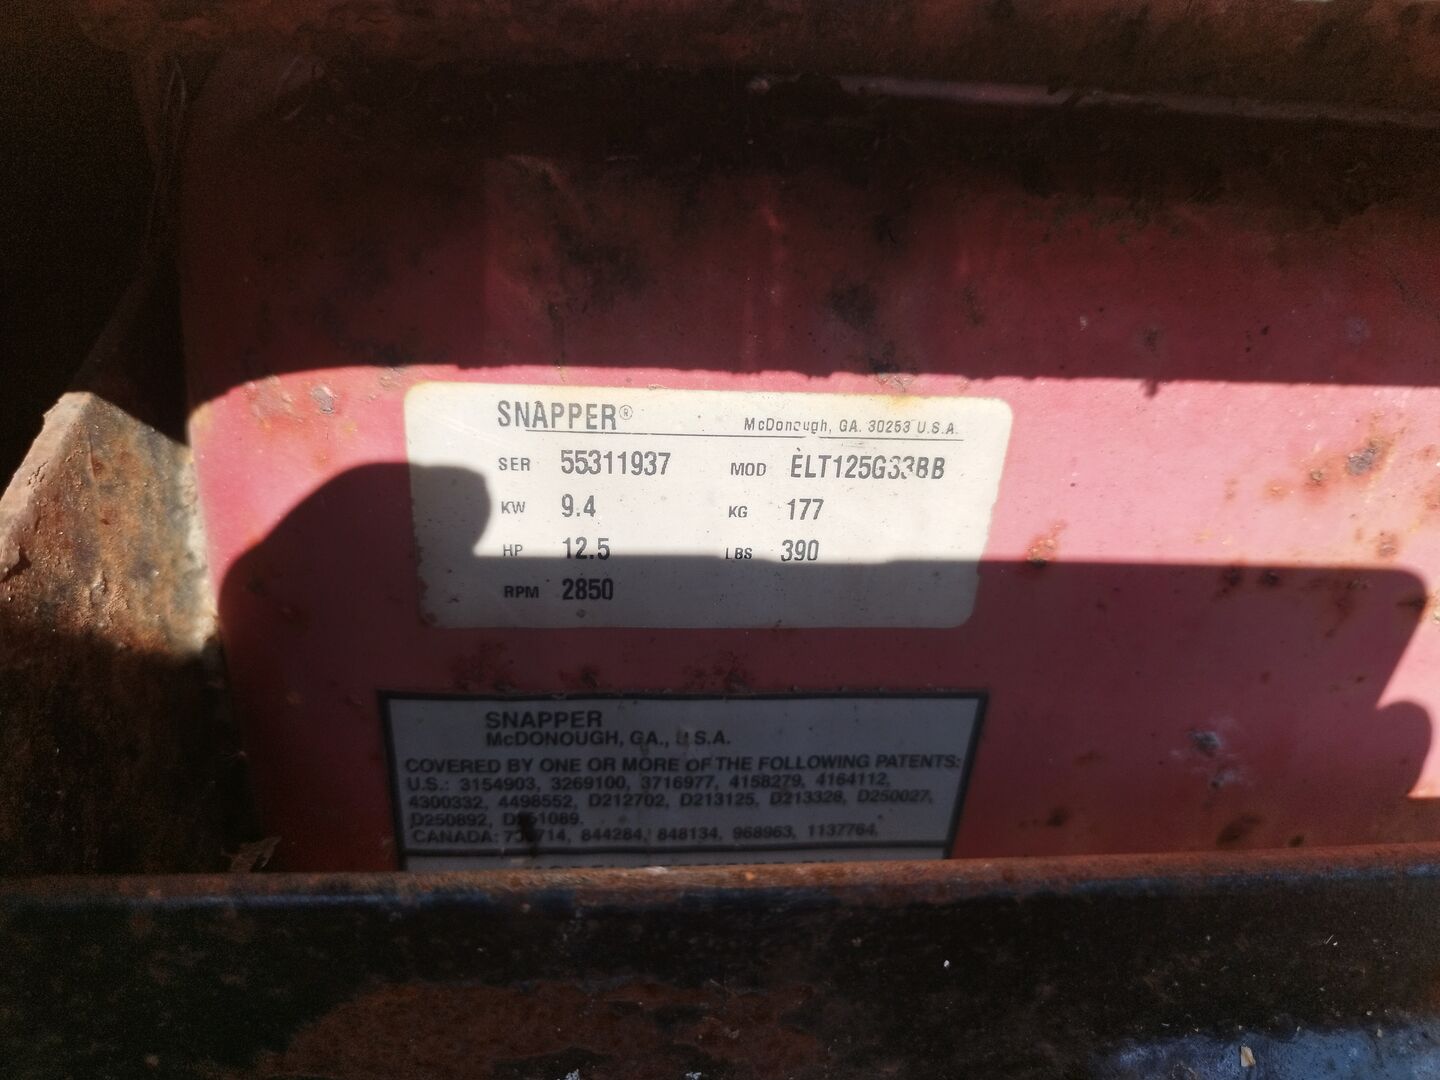 SNAPPER® McDonough, GA. 30253 U.S.A.
SER 55311937 MOD ELT125G33BB
KW 9.4 KG 177
HP 12.5 LBS 390
RPM 2850
SNAPPER
McDONOUGH, GA., U.S.A.
COVERED BY ONE OR MORE OF THE FOLLOWING PATENTS:
U.S.: 3154903, 3269100, 3716977, 4158279, 4164112,
4300332, 4498552, D212702, D213125, D213328, D250027,
D250892,
CANADA: 844284, 848134, 968963, 1137764,